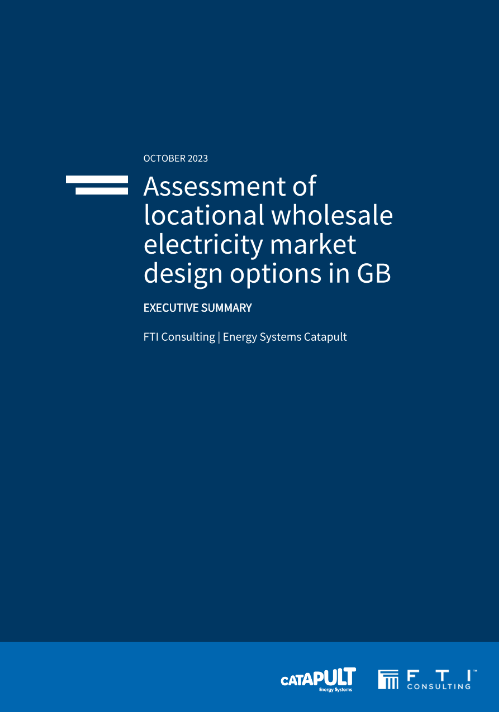 OCTOBER 2023
Assessment of
locational wholesale
electricity market
design options in GB
EXECUTIVE SUMMARY
FTI Consulting | Energy Systems Catapult
CATAPULT
Energy Systems
FTI™
CONSULTING